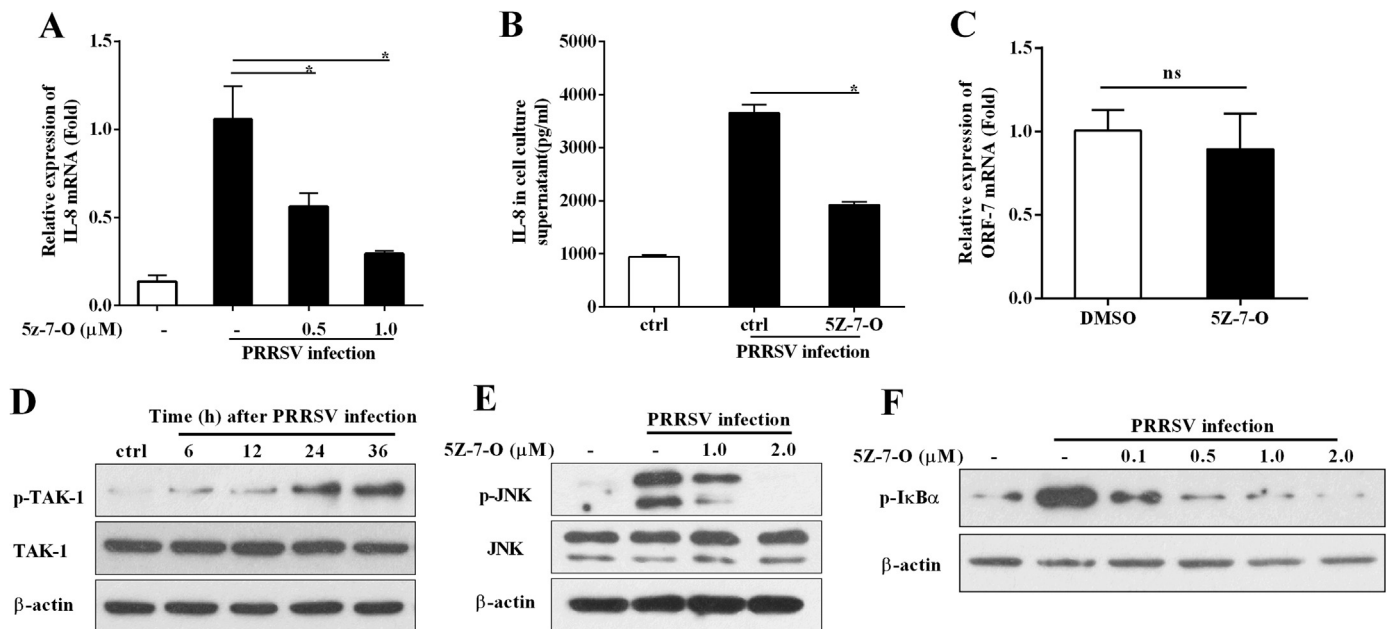 A
Relative expression of
IL-8 mRNA (Fold)
1.5
1.0
0.5
0.0
*
*
5z-7-O (μM)
- - 0.5 1.0
PRRSV infection
B
IL-8 in cell culture
supernatant(pg/ml)
5000
4000
3000
2000
1000
0
*
ctrl ctrl 5Z-7-O
PRRSV infection
C
Relative expression of
ORF-7 mRNA (Fold)
1.5
1.0
0.5
0.0
ns
DMSO 5Z-7-O
D
Time (h) after PRRSV infection
ctrl 6 12 24 36
p-TAK-1
TAK-1
β-actin
E
PRRSV infection
5Z-7-O (μM) - - 1.0 2.0
p-JNK
JNK
β-actin
F
PRRSV infection
5Z-7-O (μM) - - 0.1 0.5 1.0 2.0
p-IκBα
β-actin